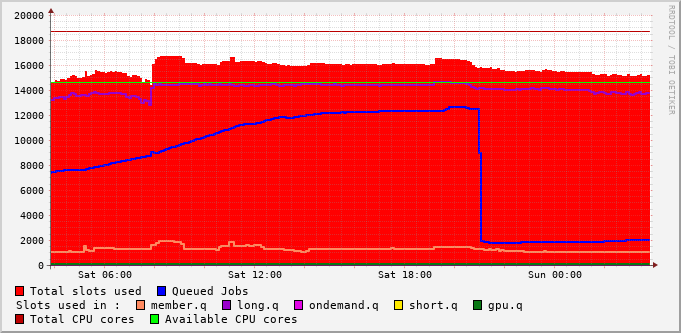 20000
18000
16000
14000
12000
10000
8000
6000
4000
2000
0
Sat 06:00 Sat 12:00 Sat 18:00 Sun 00:00
RRDTOOL / TOBI OETIKER
Total slots used Queued Jobs
Slots used in : member.q long.q ondemand.q short.q gpu.q
Total CPU cores Available CPU cores